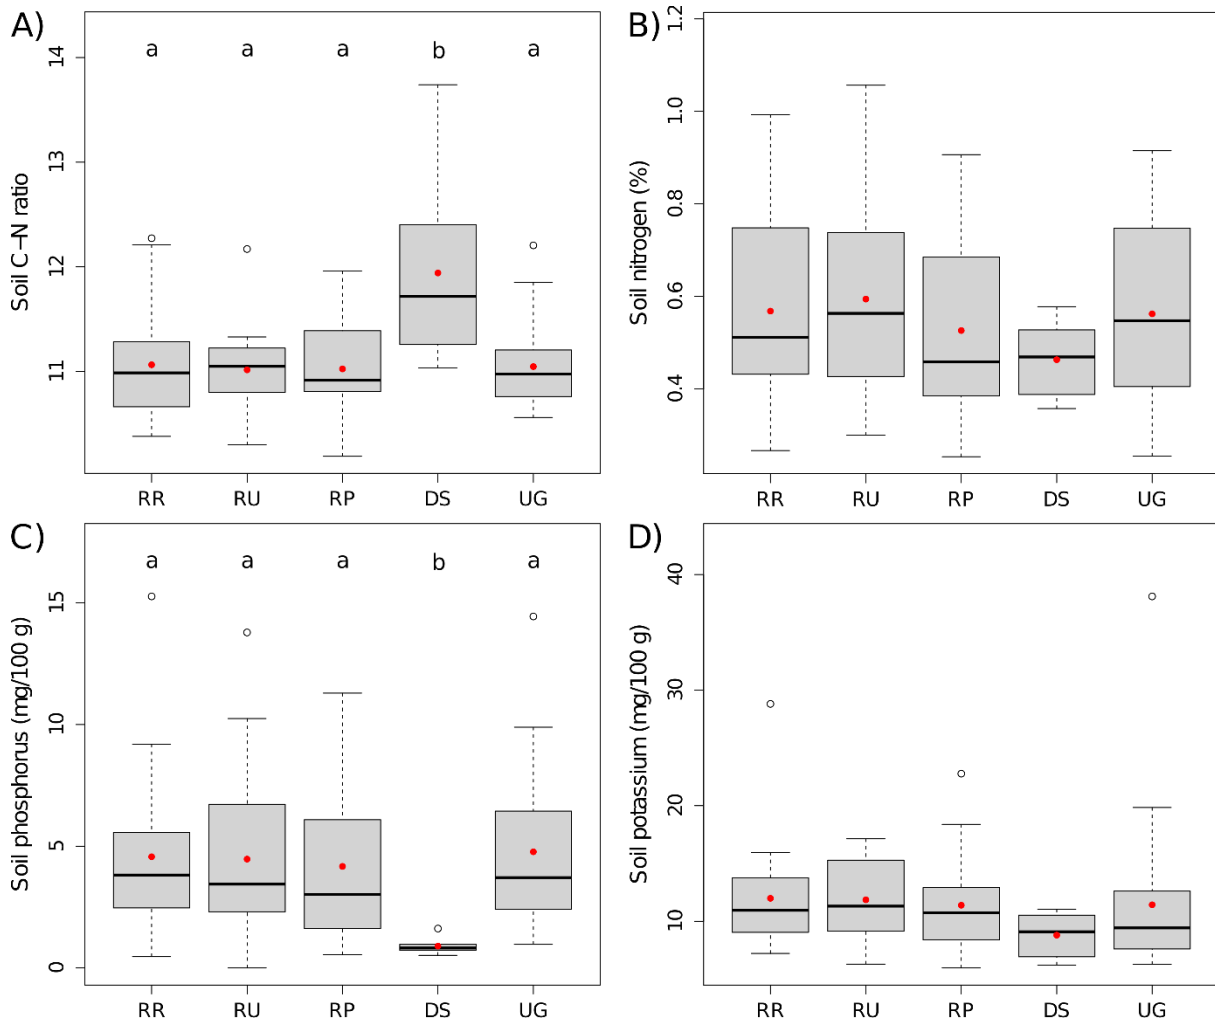 A)
a a a b a
Soil C−N ratio
14
13
12
11
RR RU RP DS UG
B)
Soil nitrogen (%)
1.2
1.0
0.8
0.6
0.4
RR RU RP DS UG
C)
a a a b a
Soil phosphorus (mg/100 g)
15
10
5
0
RR RU RP DS UG
D)
Soil potassium (mg/100 g)
40
30
20
10
RR RU RP DS UG